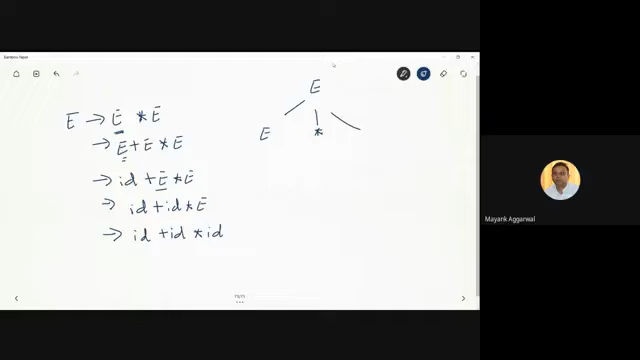 E → E * E
→ E + E * E
→ id + E * E
→ id + id * E
→ id + id * id
E
E *
Mayank Aggarwal